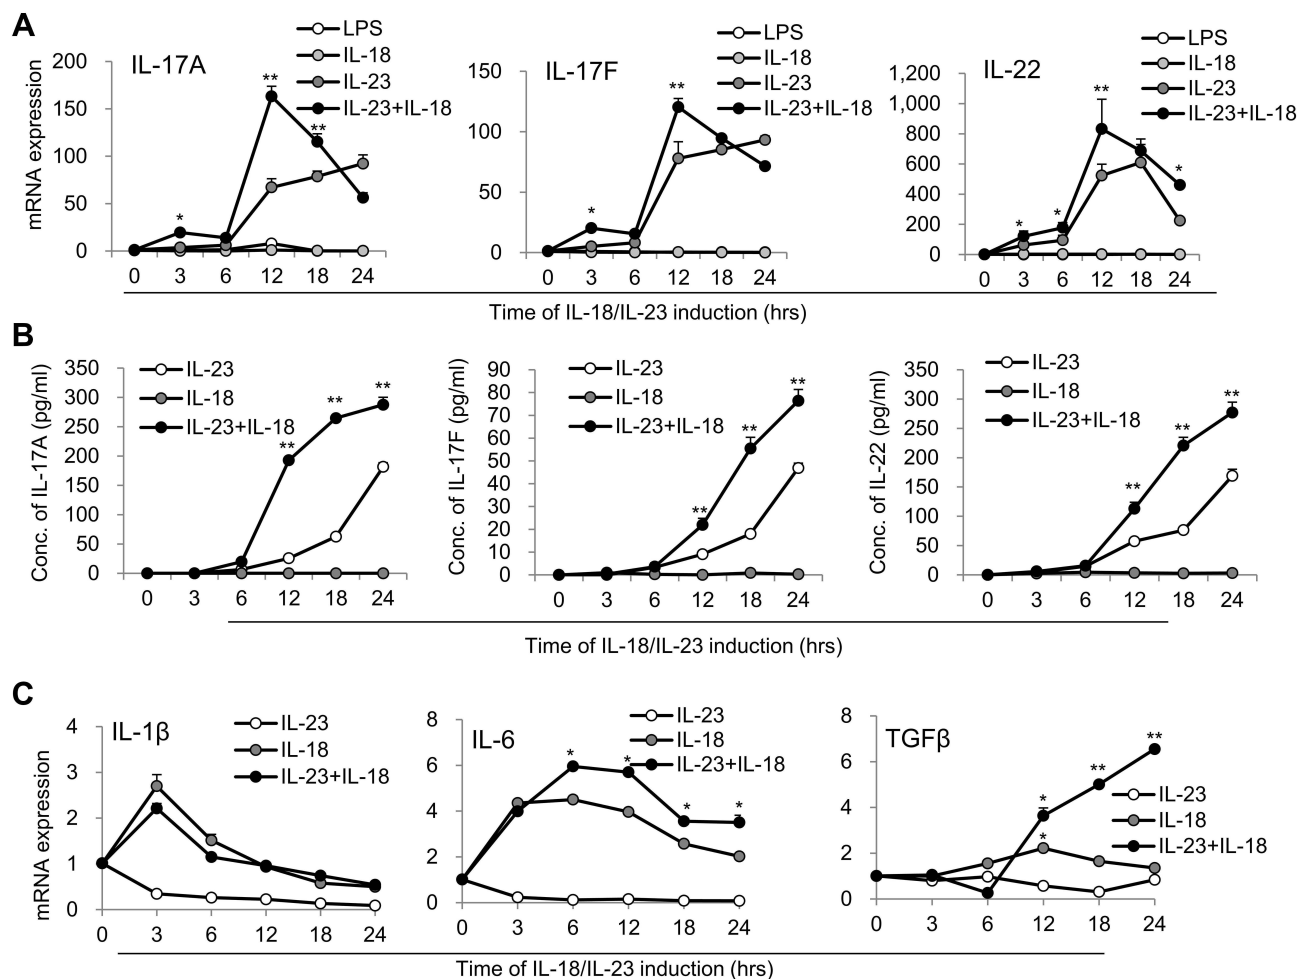 A
IL-17A
LPS
IL-18
IL-23
IL-23+IL-18
mRNA expression
200
150
100
50
0
** ** *
0 3 6 12 18 24
IL-17F
LPS
IL-18
IL-23
IL-23+IL-18
150
100
50
0
** *
0 3 6 12 18 24
IL-22
LPS
IL-18
IL-23
IL-23+IL-18
1,200
1,000
800
600
400
200
0
** * * *
0 3 6 12 18 24
Time of IL-18/IL-23 induction (hrs)
B
IL-23
IL-18
IL-23+IL-18
Conc. of IL-17A (pg/ml)
350
300
250
200
150
100
50
0
** ** **
0 3 6 12 18 24
IL-23
IL-18
IL-23+IL-18
Conc. of IL-17F (pg/ml)
90
80
70
60
50
40
30
20
10
0
** ** **
0 3 6 12 18 24
IL-23
IL-18
IL-23+IL-18
Conc. of IL-22 (pg/ml)
350
300
250
200
150
100
50
0
** ** **
0 3 6 12 18 24
Time of IL-18/IL-23 induction (hrs)
C
IL-1β
IL-23
IL-18
IL-23+IL-18
mRNA expression
4
3
2
1
0
0 3 6 12 18 24
IL-6
IL-23
IL-18
IL-23+IL-18
8
6
4
2
0
* * * *
0 3 6 12 18 24
TGFβ
IL-23
IL-18
IL-23+IL-18
8
6
4
2
0
** ** * *
0 3 6 12 18 24
Time of IL-18/IL-23 induction (hrs)